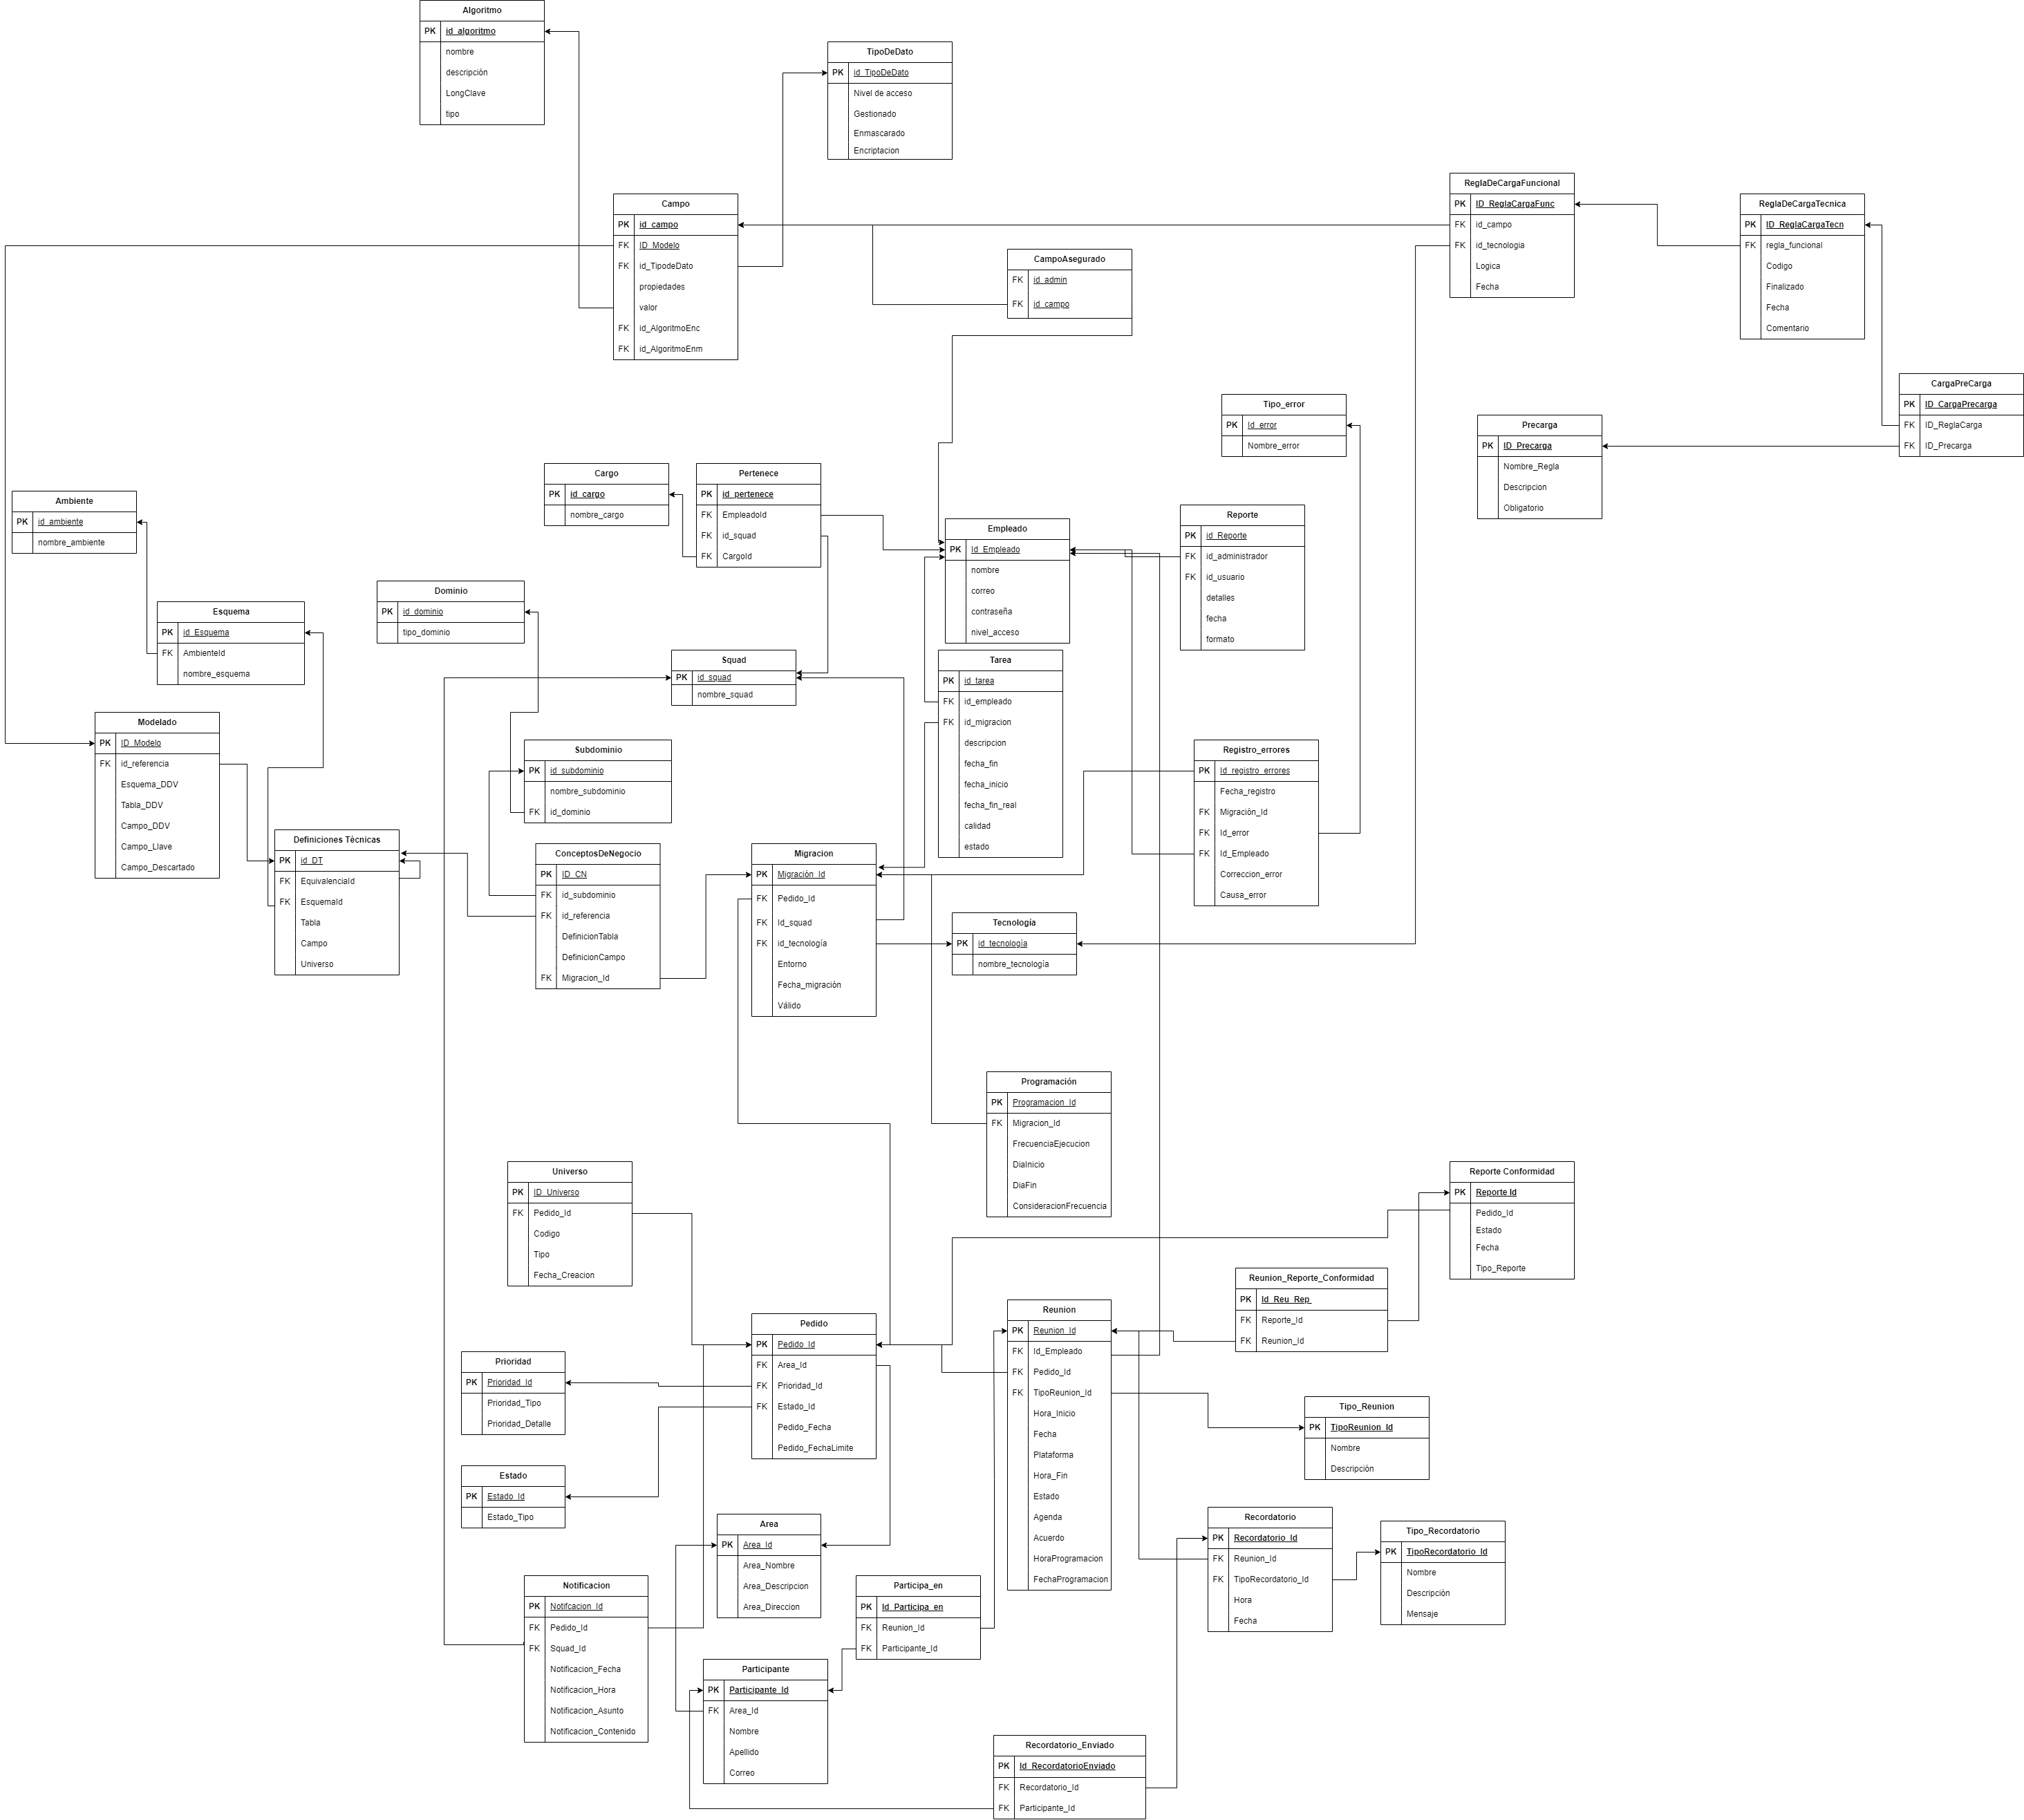 Algoritmo
PK id_algoritmo
nombre
descripción
LongClave
tipo
TipoDeDato
PK id_TipoDeDato
Nivel de acceso
Gestionado
Enmascarado
Encriptacion
Campo
PK id_campo
FK ID_Modelo
FK id_TipodeDato
propiedades
valor
FK id_AlgoritmoEnc
FK id_AlgoritmoEnm
CampoAsegurado
FK id_admin
FK id_campo
ReglaDeCargaFuncional
PK ID_ReglaCargaFunc
FK id_campo
FK id_tecnologia
Logica
Fecha
ReglaDeCargaTecnica
PK ID_ReglaCargaTecn
FK regla_funcional
Codigo
Finalizado
Fecha
Comentario
CargaPreCarga
PK ID_CargaPrecarga
FK ID_ReglaCarga
FK ID_Precarga
Precarga
PK ID_Precarga
Nombre_Regla
Descripcion
Obligatorio
Tipo_error
PK Id_error
Nombre_error
Cargo
PK id_cargo
nombre_cargo
Pertenece
PK id_pertenece
FK EmpleadoId
FK id_squad
FK CargoId
Ambiente
PK id_ambiente
nombre_ambiente
Empleado
PK Id_Empleado
nombre
correo
contraseña
nivel_acceso
Reporte
PK id_Reporte
FK id_administrador
FK id_usuario
detalles
fecha
formato
Dominio
PK id_dominio
tipo_dominio
Esquema
PK id_Esquema
FK AmbienteId
nombre_esquema
Squad
PK id_squad
nombre_squad
Tarea
PK id_tarea
FK id_empleado
FK id_migracion
descripcion
fecha_fin
fecha_inicio
fecha_fin_real
calidad
estado
Modelado
PK ID_Modelo
FK id_referencia
Esquema_DDV
Tabla_DDV
Campo_DDV
Campo_Llave
Campo_Descartado
Subdominio
PK id_subdominio
nombre_subdominio
FK id_dominio
Registro_errores
PK Id_registro_errores
Fecha_registro
FK Migración_Id
FK Id_error
FK Id_Empleado
Correccion_error
Causa_error
Definiciones Técnicas
PK id_DT
FK EquivalenciaId
FK EsquemaId
Tabla
Campo
Universo
ConceptosDeNegocio
PK ID_CN
FK id_subdominio
FK id_referencia
DefinicionTabla
DefinicionCampo
FK Migracion_Id
Migracion
PK Migración_Id
FK Pedido_Id
FK Id_squad
FK id_tecnología
Entorno
Fecha_migración
Válido
Tecnología
PK id_tecnología
nombre_tecnología
Programación
PK Programacion_Id
FK Migracion_Id
FrecuenciaEjecucion
DiaInicio
DiaFin
ConsideracionFrecuencia
Universo
PK ID_Universo
FK Pedido_Id
Codigo
Tipo
Fecha_Creacion
Reporte Conformidad
PK Reporte Id
Pedido_Id
Estado
Fecha
Tipo_Reporte
Reunion_Reporte_Conformidad
PK Id_Reu_Rep_
FK Reporte_Id
FK Reunion_Id
Pedido
PK Pedido_Id
FK Area_Id
FK Prioridad_Id
FK Estado_Id
Pedido_Fecha
Pedido_FechaLimite
Reunion
PK Reunion_Id
FK Id_Empleado
FK Pedido_Id
FK TipoReunion_Id
Hora_Inicio
Fecha
Plataforma
Hora_Fin
Estado
Agenda
Acuerdo
HoraProgramacion
FechaProgramacion
Prioridad
PK Prioridad_Id
Prioridad_Tipo
Prioridad_Detalle
Tipo_Reunion
PK TipoReunion_Id
Nombre
Descripción
Estado
PK Estado_Id
Estado_Tipo
Area
PK Area_Id
Area_Nombre
Area_Descripcion
Area_Direccion
Recordatorio
PK Recordatorio_Id
FK Reunion_Id
FK TipoRecordatorio_Id
Hora
Fecha
Tipo_Recordatorio
PK TipoRecordatorio_Id
Nombre
Descripción
Mensaje
Notificacion
PK Notifcacion_Id
FK Pedido_Id
FK Squad_Id
Notificacion_Fecha
Notificacion_Hora
Notificacion_Asunto
Notificacion_Contenido
Participa_en
PK Id_Participa_en
FK Reunion_Id
FK Participante_Id
Participante
PK Participante_Id
FK Area_Id
Nombre
Apellido
Correo
Recordatorio_Enviado
PK Id_RecordatorioEnviado
FK Recordatorio_Id
FK Participante_Id